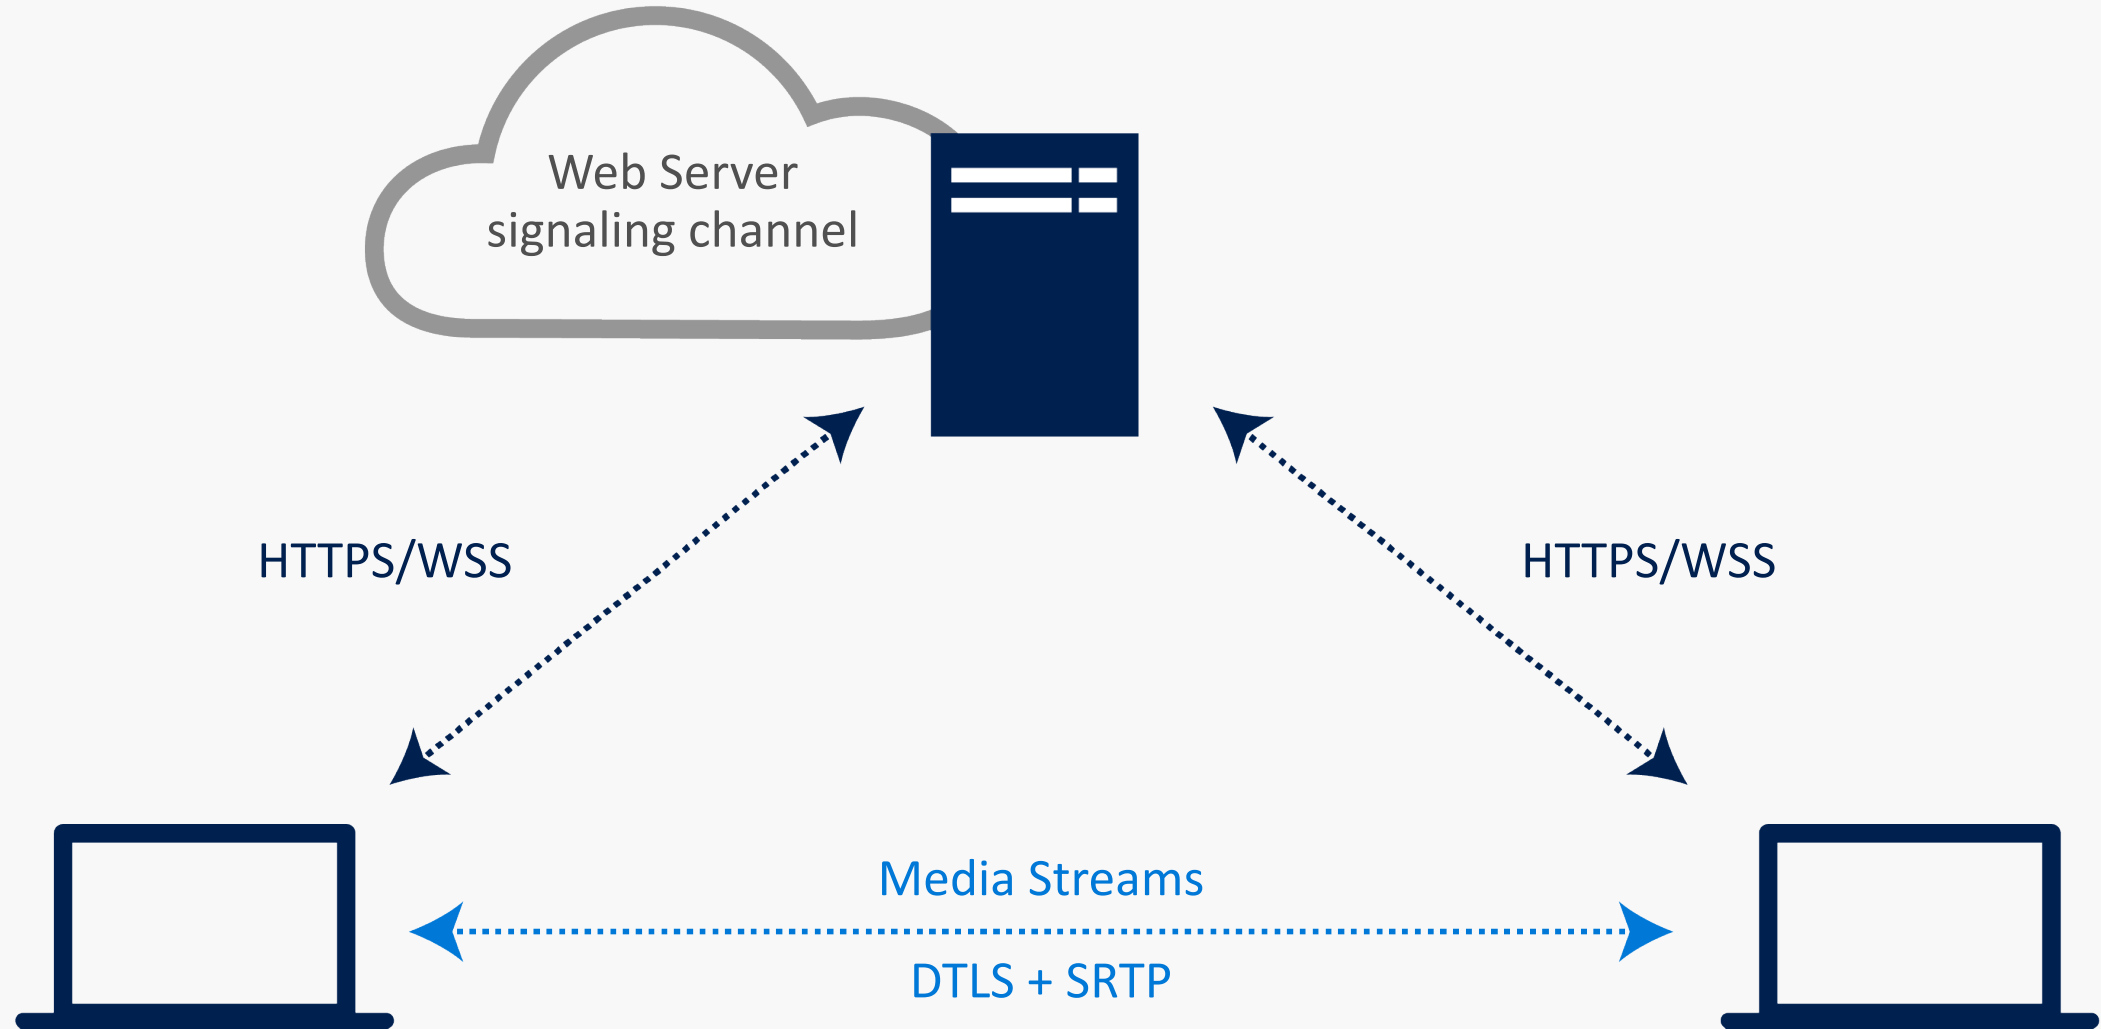 Web Server
signaling channel
HTTPS/WSS
HTTPS/WSS
Media Streams
DTLS + SRTP